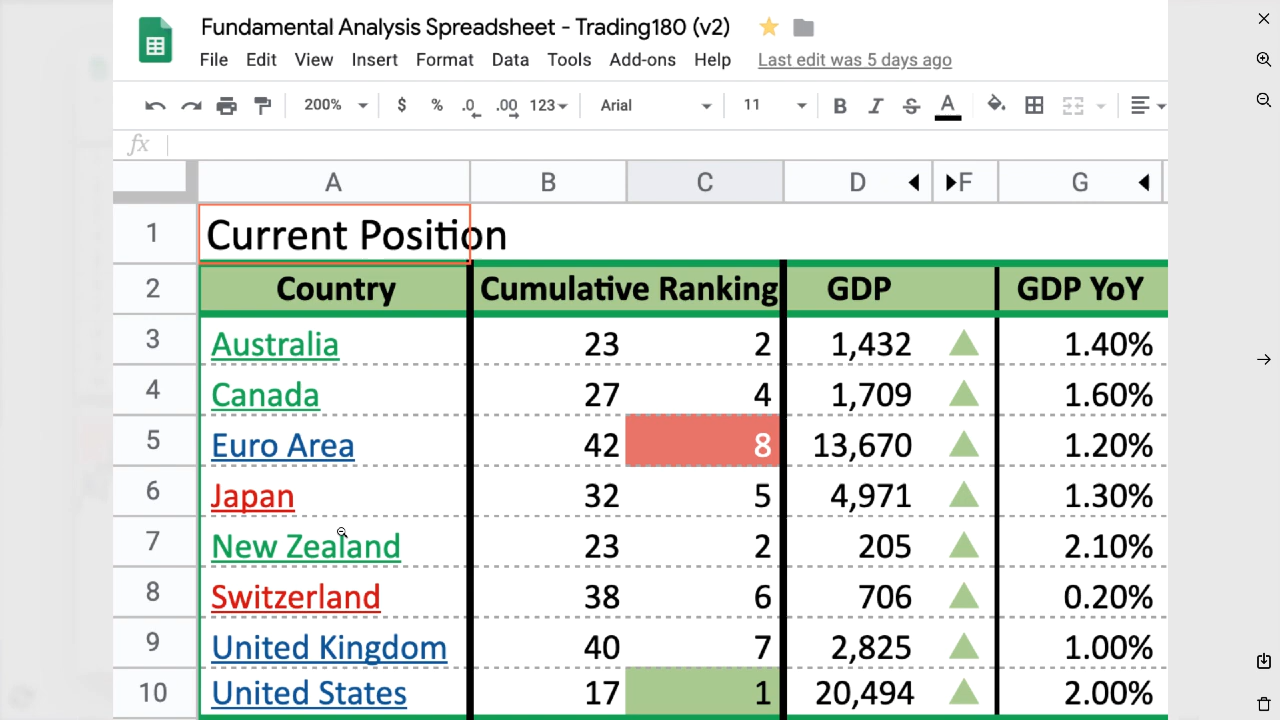 Fundamental Analysis Spreadsheet - Trading180 (v2)
File Edit View Insert Format Data Tools Add-ons Help Last edit was 5 days ago
200% $ % .0 .00 123 Arial 11 B I S A
fx
A B C D F G
1 Current Position
2 Country Cumulative Ranking GDP GDP YoY
3 Australia 23 2 1,432 1.40%
4 Canada 27 4 1,709 1.60%
5 Euro Area 42 8 13,670 1.20%
6 Japan 32 5 4,971 1.30%
7 New Zealand 23 2 205 2.10%
8 Switzerland 38 6 706 0.20%
9 United Kingdom 40 7 2,825 1.00%
10 United States 17 1 20,494 2.00%